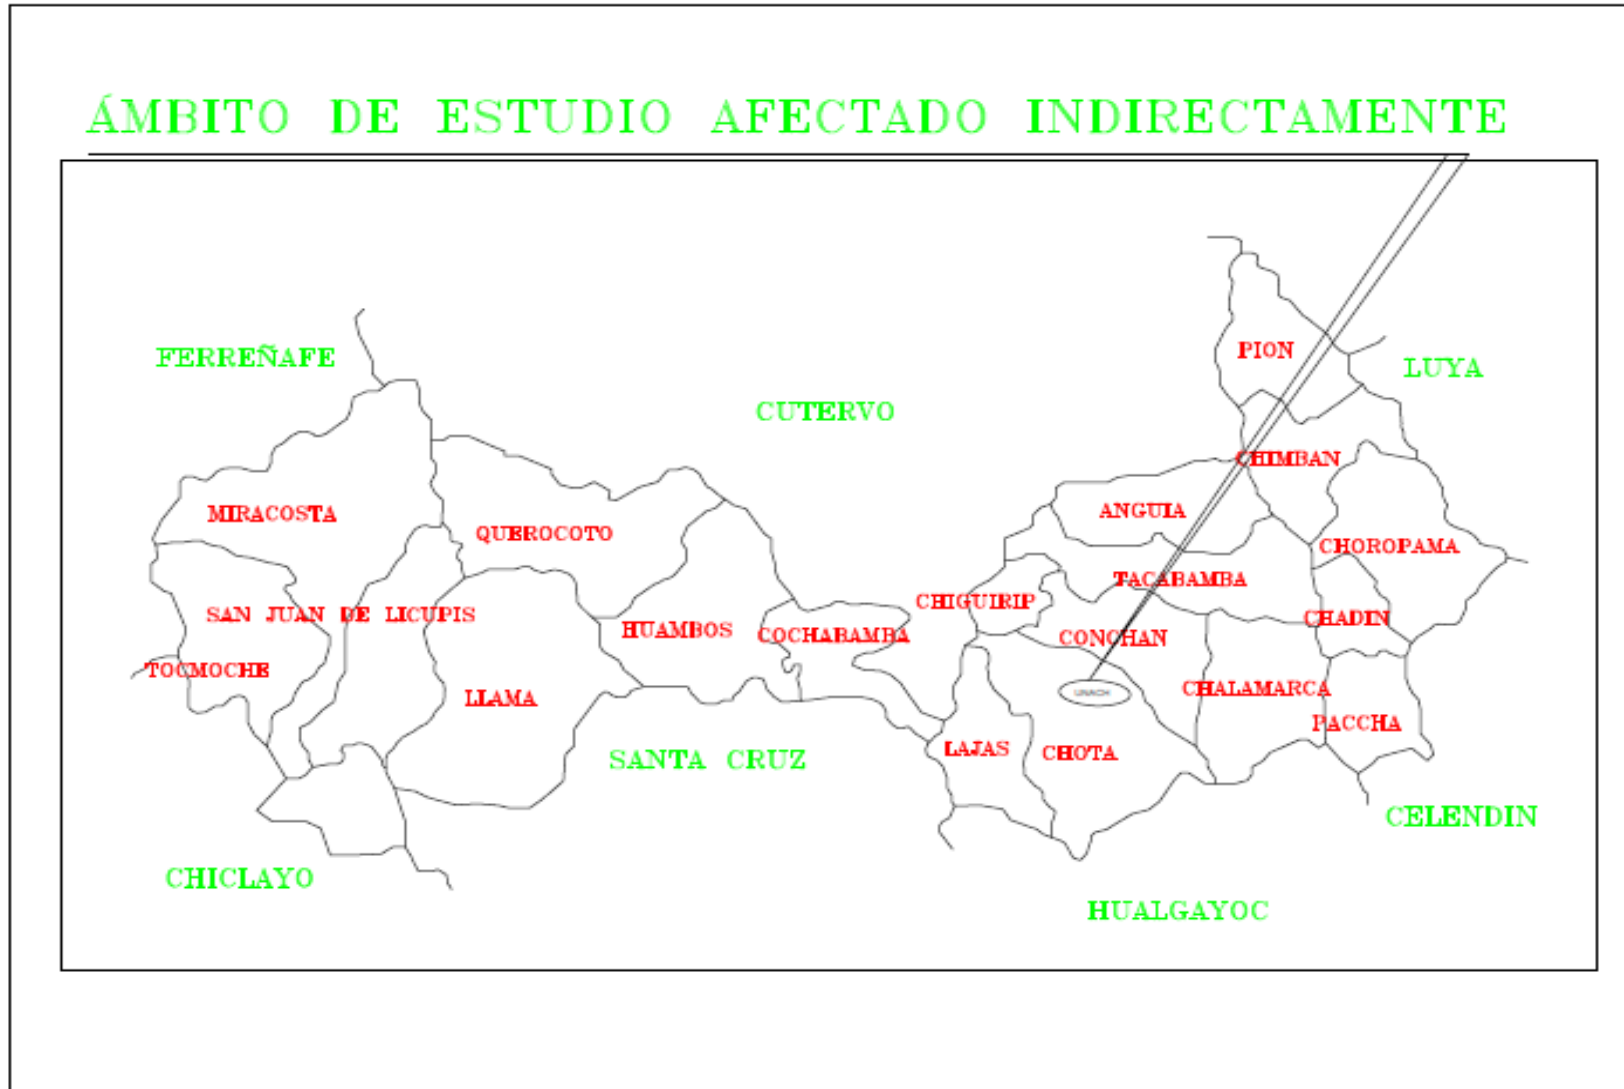 ÁMBITO DE ESTUDIO AFECTADO INDIRECTAMENTE
FERREÑAFE
PION
LUYA
CUTERVO
CHIMBAN
MIRACOSTA
ANGUIA
QUEROCOTO
CHOROPAMA
TACABAMBA
CHIGUIRIP
SAN JUAN DE LICUPIS
CHADIN
HUAMBOS
COCHABAMBA
CONCHAN
TOCMOCHE
LLAMA
UNACH
CHALAMARCA
PACCHA
LAJAS
CHOTA
SANTA CRUZ
CELENDIN
CHICLAYO
HUALGAYOC